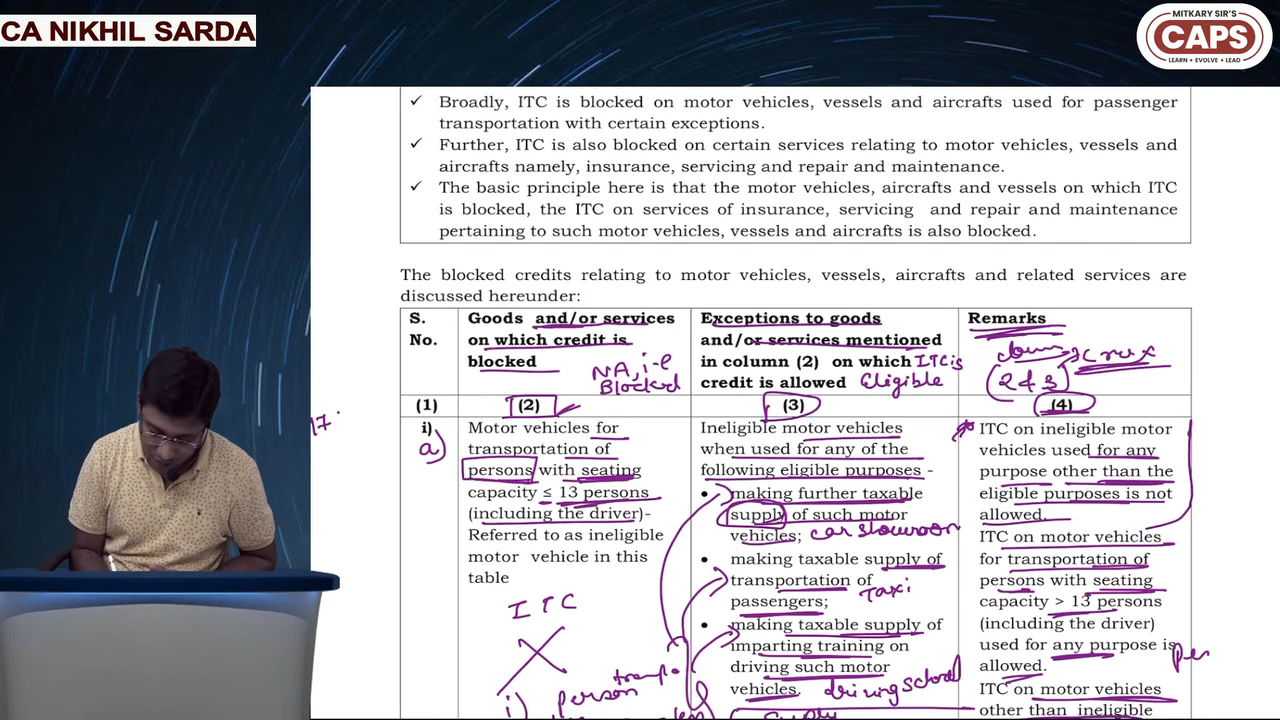 CA NIKHIL SARDA
MITKARY SIR'S
CAPS
LEARN • EVOLVE • LEAD
✓ Broadly, ITC is blocked on motor vehicles, vessels and aircrafts used for passenger
transportation with certain exceptions.
✓ Further, ITC is also blocked on certain services relating to motor vehicles, vessels and
aircrafts namely, insurance, servicing and repair and maintenance.
✓ The basic principle here is that the motor vehicles, aircrafts and vessels on which ITC
is blocked, the ITC on services of insurance, servicing and repair and maintenance
pertaining to such motor vehicles, vessels and aircrafts is also blocked.
The blocked credits relating to motor vehicles, vessels, aircrafts and related services are
discussed hereunder:
S.
No.
Goods and/or services
on which credit is
blocked
NA, i.e
Blocked
Exceptions to goods
and/or services mentioned
in column (2) on which ITC is
credit is allowed Eligible
Remarks
crux
(2 & 3)
(1)
(2)
(3)
(4)
17
i)
a)
Motor vehicles for
transportation of
persons with seating
capacity ≤ 13 persons
(including the driver)-
Referred to as ineligible
motor vehicle in this
table
ITC
i) person
Ineligible motor vehicles
when used for any of the
following eligible purposes -
• making further taxable
supply of such motor
vehicles; car showroom
• making taxable supply of
transportation of
passengers; Taxi
• making taxable supply of
imparting training on
driving such motor
vehicles. driving school
supply
ITC on ineligible motor
vehicles used for any
purpose other than the
eligible purposes is not
allowed.
ITC on motor vehicles
for transportation of
persons with seating
capacity > 13 persons
(including the driver)
used for any purpose is
allowed.
ITC on motor vehicles
other than ineligible